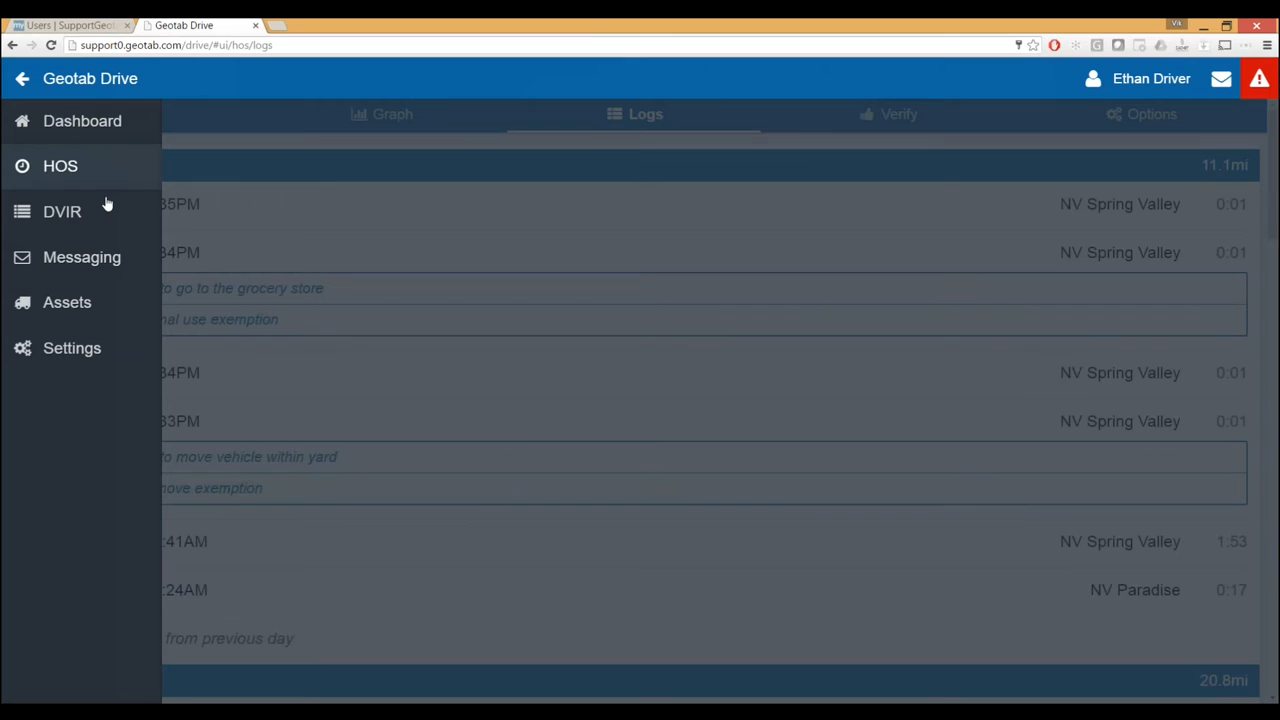 Users | SupportGeot
Geotab Drive
Vik
support0.geotab.com/drive/#ui/hos/logs
Geotab Drive
Ethan Driver
Dashboard
Graph
Logs
Verify
Options
HOS
11.1mi
DVIR
35PM
NV Spring Valley
0:01
Messaging
34PM
NV Spring Valley
0:01
to go to the grocery store
Assets
nal use exemption
Settings
34PM
NV Spring Valley
0:01
33PM
NV Spring Valley
0:01
to move vehicle within yard
nove exemption
:41AM
NV Spring Valley
1:53
:24AM
NV Paradise
0:17
from previous day
20.8mi